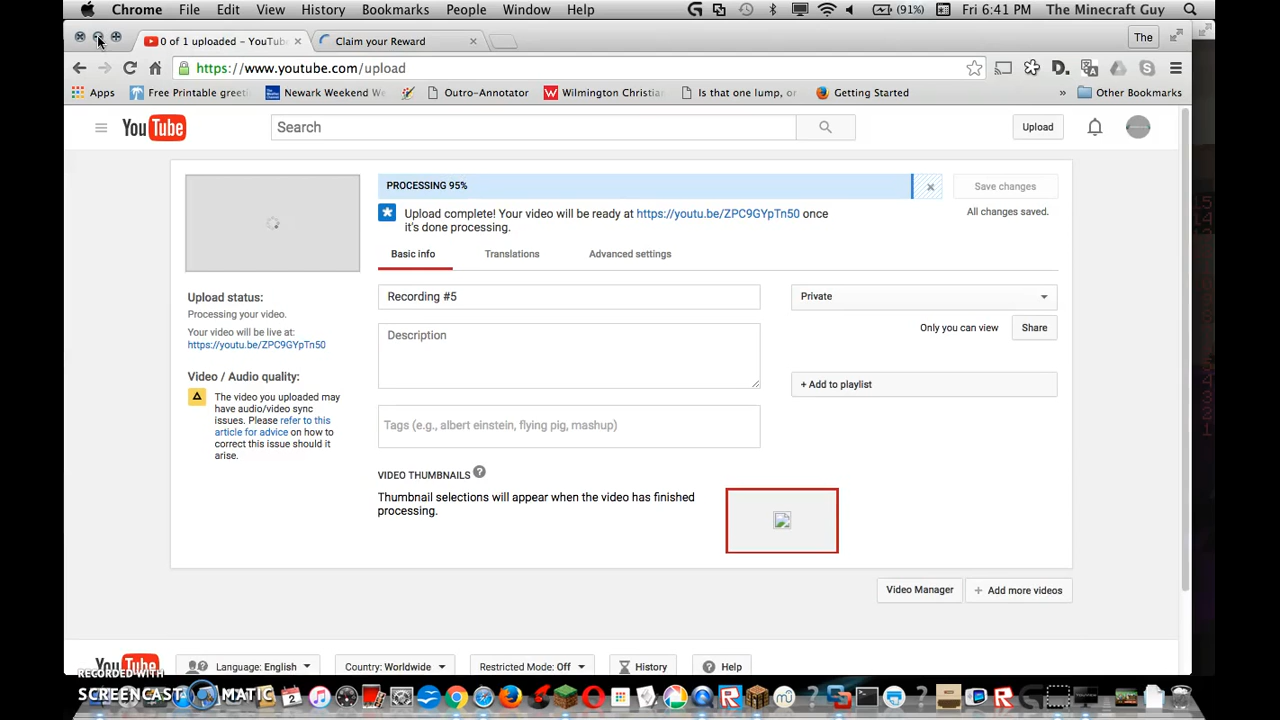 Chrome File Edit View History Bookmarks People Window Help (91%) Fri 6:41 PM The Minecraft Guy
0 of 1 uploaded - YouTube Claim your Reward The
https://www.youtube.com/upload
Apps Free Printable greeti Newark Weekend We Outro-Annotator Wilmington Christia Is that one lump, or Getting Started » Other Bookmarks
YouTube Search Upload
PROCESSING 95% Save changes
Upload complete! Your video will be ready at https://youtu.be/ZPC9GYpTn50 once All changes saved.
it's done processing.
Basic info Translations Advanced settings
Upload status: Recording #5 Private
Processing your video.
Your video will be live at: Description Only you can view Share
https://youtu.be/ZPC9GYpTn50
Video / Audio quality: + Add to playlist
The video you uploaded may
have audio/video sync
issues. Please refer to this
article for advice on how to
correct this issue should it
arise.
Tags (e.g., albert einstein, flying pig, mashup)
VIDEO THUMBNAILS ?
Thumbnail selections will appear when the video has finished
processing.
Video Manager + Add more videos
YouTube Language: English Country: Worldwide Restricted Mode: Off History Help
RECORDED WITH
SCREENCAST MATIC